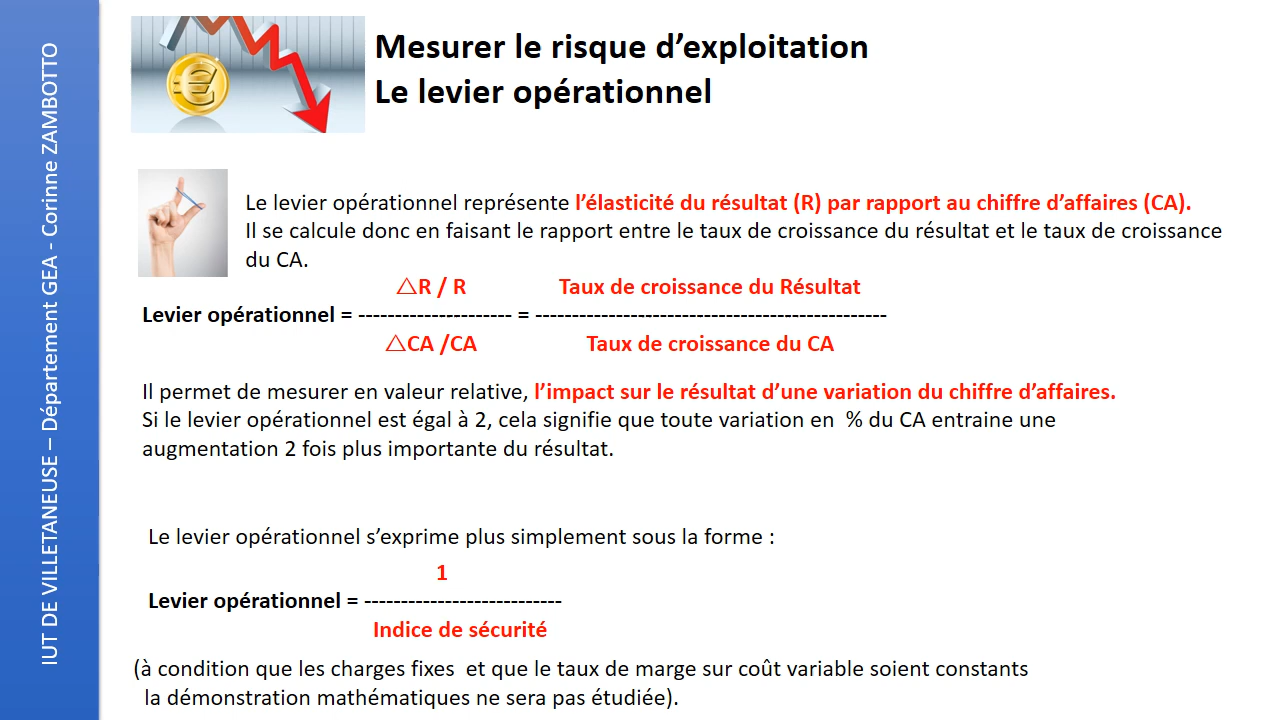 IUT DE VILLETANEUSE – Département GEA - Corinne ZAMBOTTO
Mesurer le risque d’exploitation
Le levier opérationnel
Le levier opérationnel représente l’élasticité du résultat (R) par rapport au chiffre d’affaires (CA).
Il se calcule donc en faisant le rapport entre le taux de croissance du résultat et le taux de croissance
du CA.
△R / R Taux de croissance du Résultat
Levier opérationnel = --------------------- = ------------------------------------------------
△CA /CA Taux de croissance du CA
Il permet de mesurer en valeur relative, l’impact sur le résultat d’une variation du chiffre d’affaires.
Si le levier opérationnel est égal à 2, cela signifie que toute variation en % du CA entraine une
augmentation 2 fois plus importante du résultat.
Le levier opérationnel s’exprime plus simplement sous la forme :
1
Levier opérationnel = ---------------------------
Indice de sécurité
(à condition que les charges fixes et que le taux de marge sur coût variable soient constants
la démonstration mathématiques ne sera pas étudiée).